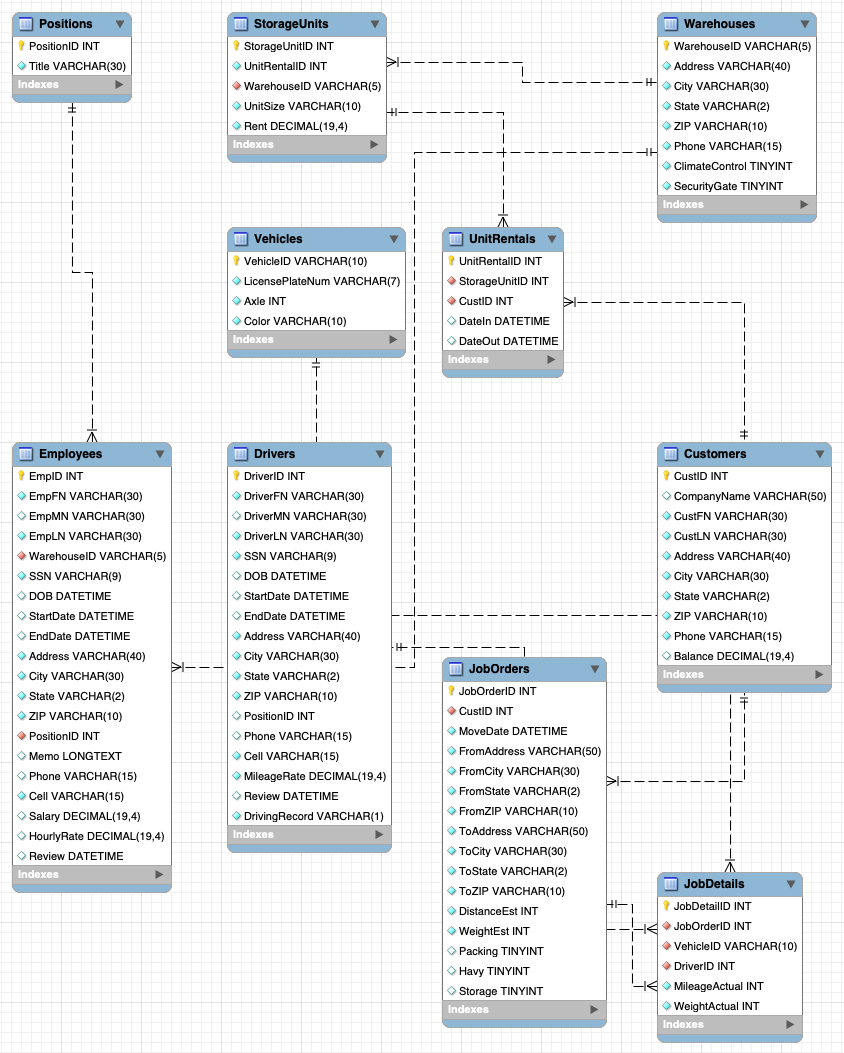 Positions
PositionID INT
Title VARCHAR(30)
Indexes
StorageUnits
StorageUnitID INT
UnitRentalID INT
WarehouseID VARCHAR(5)
UnitSize VARCHAR(10)
Rent DECIMAL(19,4)
Indexes
Warehouses
WarehouseID VARCHAR(5)
Address VARCHAR(40)
City VARCHAR(30)
State VARCHAR(2)
ZIP VARCHAR(10)
Phone VARCHAR(15)
ClimateControl TINYINT
SecurityGate TINYINT
Indexes
Vehicles
VehicleID VARCHAR(10)
LicensePlateNum VARCHAR(7)
Axle INT
Color VARCHAR(10)
Indexes
UnitRentals
UnitRentalID INT
StorageUnitID INT
CustID INT
DateIn DATETIME
DateOut DATETIME
Indexes
Employees
EmpID INT
EmpFN VARCHAR(30)
EmpMN VARCHAR(30)
EmpLN VARCHAR(30)
WarehouseID VARCHAR(5)
SSN VARCHAR(9)
DOB DATETIME
StartDate DATETIME
EndDate DATETIME
Address VARCHAR(40)
City VARCHAR(30)
State VARCHAR(2)
ZIP VARCHAR(10)
PositionID INT
Memo LONGTEXT
Phone VARCHAR(15)
Cell VARCHAR(15)
Salary DECIMAL(19,4)
HourlyRate DECIMAL(19,4)
Review DATETIME
Indexes
Drivers
DriverID INT
DriverFN VARCHAR(30)
DriverMN VARCHAR(30)
DriverLN VARCHAR(30)
SSN VARCHAR(9)
DOB DATETIME
StartDate DATETIME
EndDate DATETIME
Address VARCHAR(40)
City VARCHAR(30)
State VARCHAR(2)
ZIP VARCHAR(10)
PositionID INT
Phone VARCHAR(15)
Cell VARCHAR(15)
MileageRate DECIMAL(19,4)
Review DATETIME
DrivingRecord VARCHAR(1)
Indexes
Customers
CustID INT
CompanyName VARCHAR(50)
CustFN VARCHAR(30)
CustLN VARCHAR(30)
Address VARCHAR(40)
City VARCHAR(30)
State VARCHAR(2)
ZIP VARCHAR(10)
Phone VARCHAR(15)
Balance DECIMAL(19,4)
Indexes
JobOrders
JobOrderID INT
CustID INT
MoveDate DATETIME
FromAddress VARCHAR(50)
FromCity VARCHAR(30)
FromState VARCHAR(2)
FromZIP VARCHAR(10)
ToAddress VARCHAR(50)
ToCity VARCHAR(30)
ToState VARCHAR(2)
ToZIP VARCHAR(10)
DistanceEst INT
WeightEst INT
Packing TINYINT
Havy TINYINT
Storage TINYINT
Indexes
JobDetails
JobDetailID INT
JobOrderID INT
VehicleID VARCHAR(10)
DriverID INT
MileageActual INT
WeightActual INT
Indexes